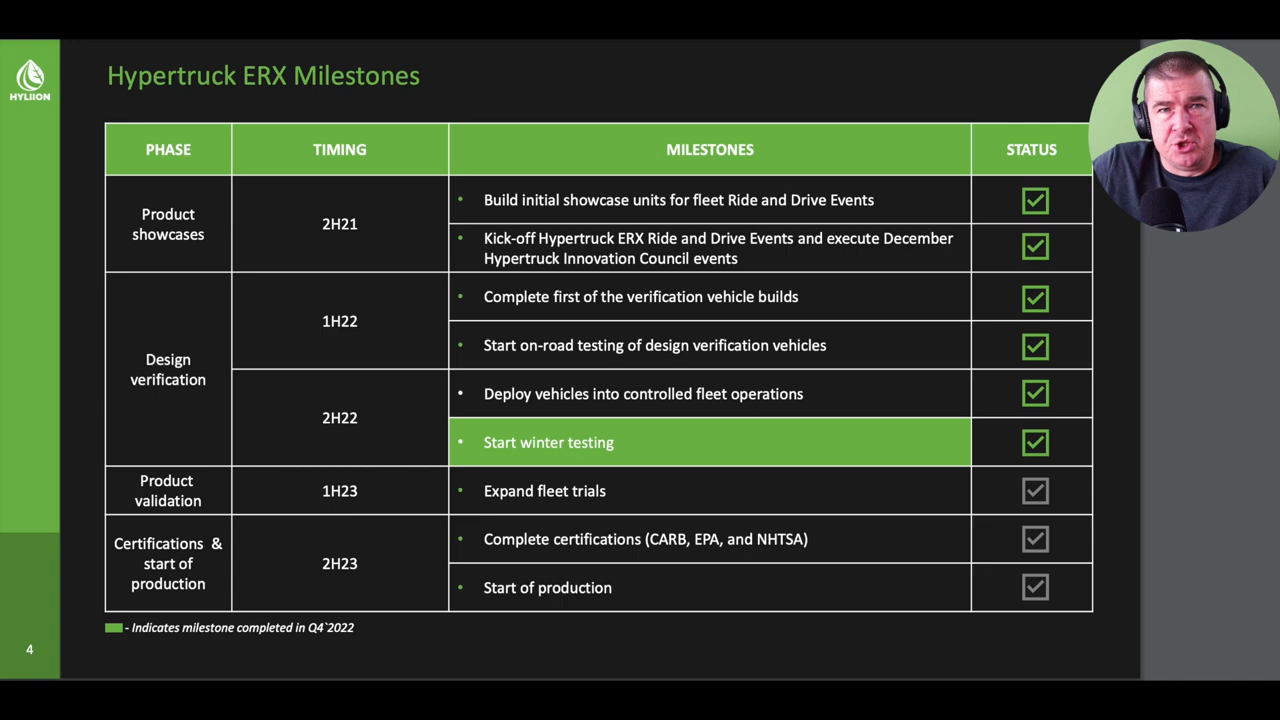 HYLIION
Hypertruck ERX Milestones
PHASE
TIMING
MILESTONES
STATUS
Product
showcases
2H21
• Build initial showcase units for fleet Ride and Drive Events
• Kick-off Hypertruck ERX Ride and Drive Events and execute December
Hypertruck Innovation Council events
Design
verification
1H22
• Complete first of the verification vehicle builds
• Start on-road testing of design verification vehicles
2H22
• Deploy vehicles into controlled fleet operations
• Start winter testing
Product
validation
1H23
• Expand fleet trials
Certifications &
start of
production
2H23
• Complete certifications (CARB, EPA, and NHTSA)
• Start of production
- Indicates milestone completed in Q4`2022
4